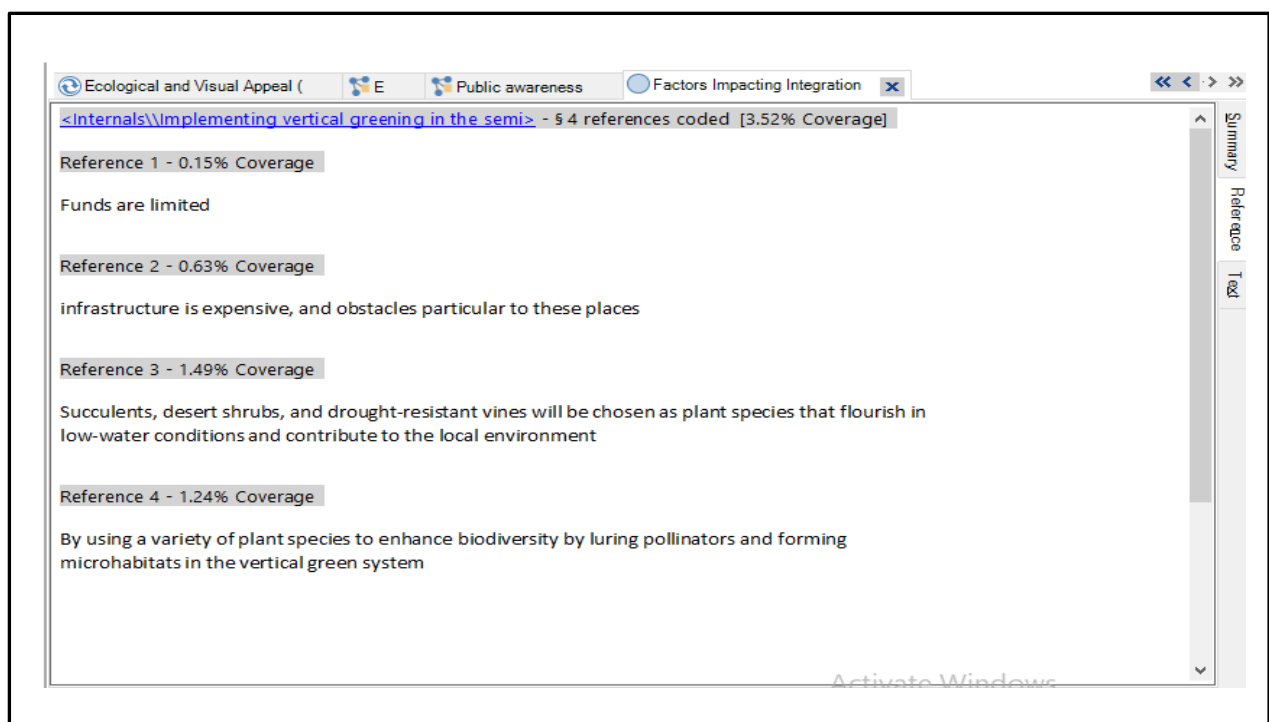 Ecological and Visual Appeal ( E Public awareness Factors Impacting Integration x
<Internals\\Implementing vertical greening in the semi> - § 4 references coded [3.52% Coverage]
Reference 1 - 0.15% Coverage
Funds are limited
Reference 2 - 0.63% Coverage
infrastructure is expensive, and obstacles particular to these places
Reference 3 - 1.49% Coverage
Succulents, desert shrubs, and drought-resistant vines will be chosen as plant species that flourish in
low-water conditions and contribute to the local environment
Reference 4 - 1.24% Coverage
By using a variety of plant species to enhance biodiversity by luring pollinators and forming
microhabitats in the vertical green system
Summary
Reference
Text
Activate Windows